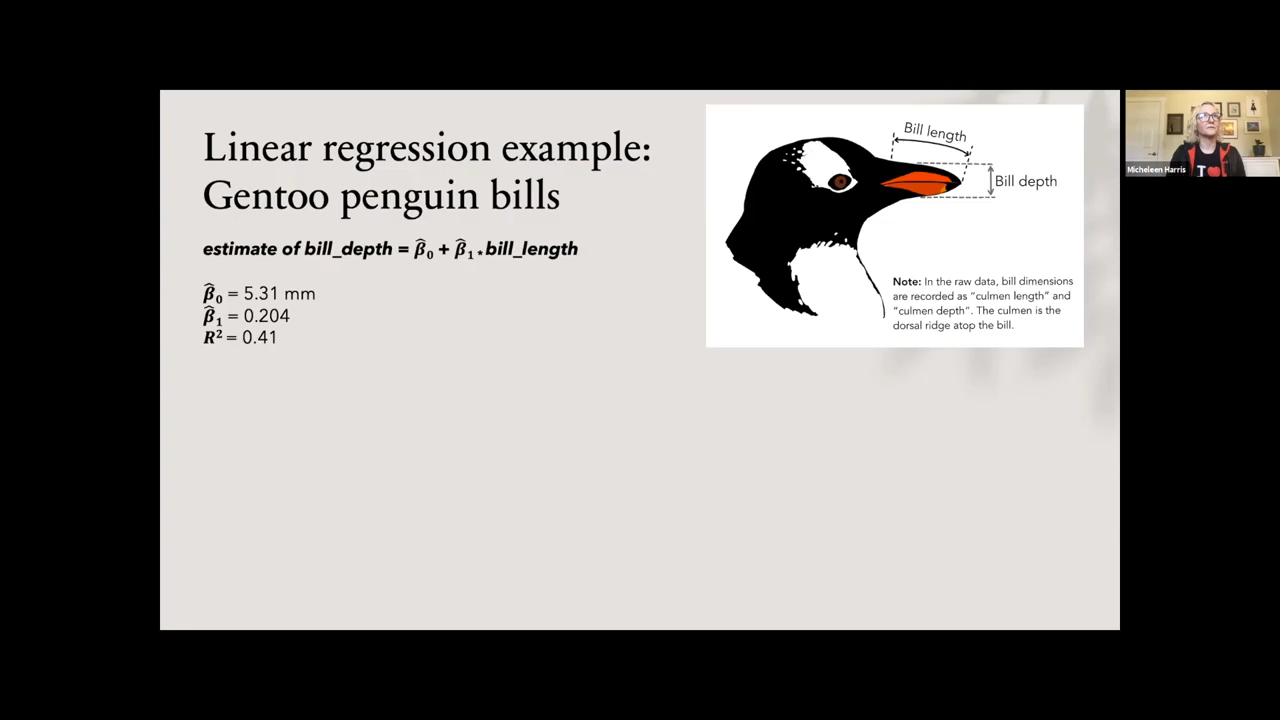 Linear regression example:
Gentoo penguin bills
estimate of bill_depth = β̂₀ + β̂₁⋆bill_length
β̂₀ = 5.31 mm
β̂₁ = 0.204
R² = 0.41
Bill length
Bill depth
Note: In the raw data, bill dimensions
are recorded as “culmen length” and
“culmen depth”. The culmen is the
dorsal ridge atop the bill.
Micheleen Harris
I